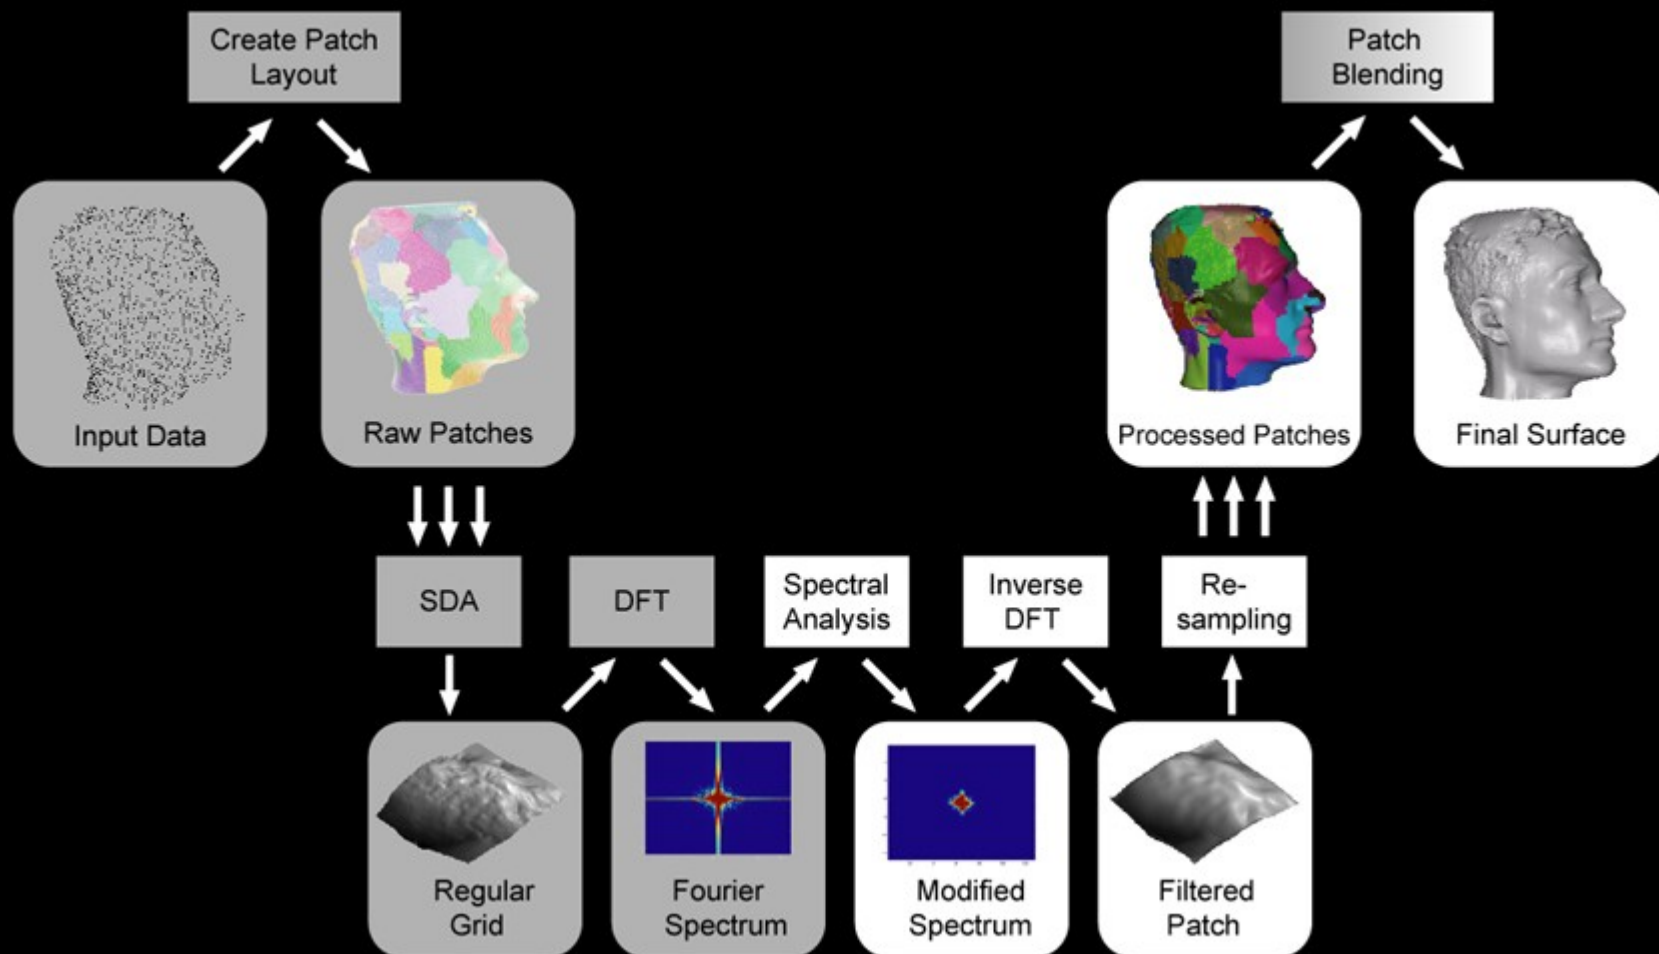 Create Patch
Layout
Patch
Blending
Input Data
Raw Patches
Processed Patches
Final Surface
SDA
DFT
Spectral
Analysis
Inverse
DFT
Re-
sampling
Regular
Grid
Fourier
Spectrum
Modified
Spectrum
Filtered
Patch